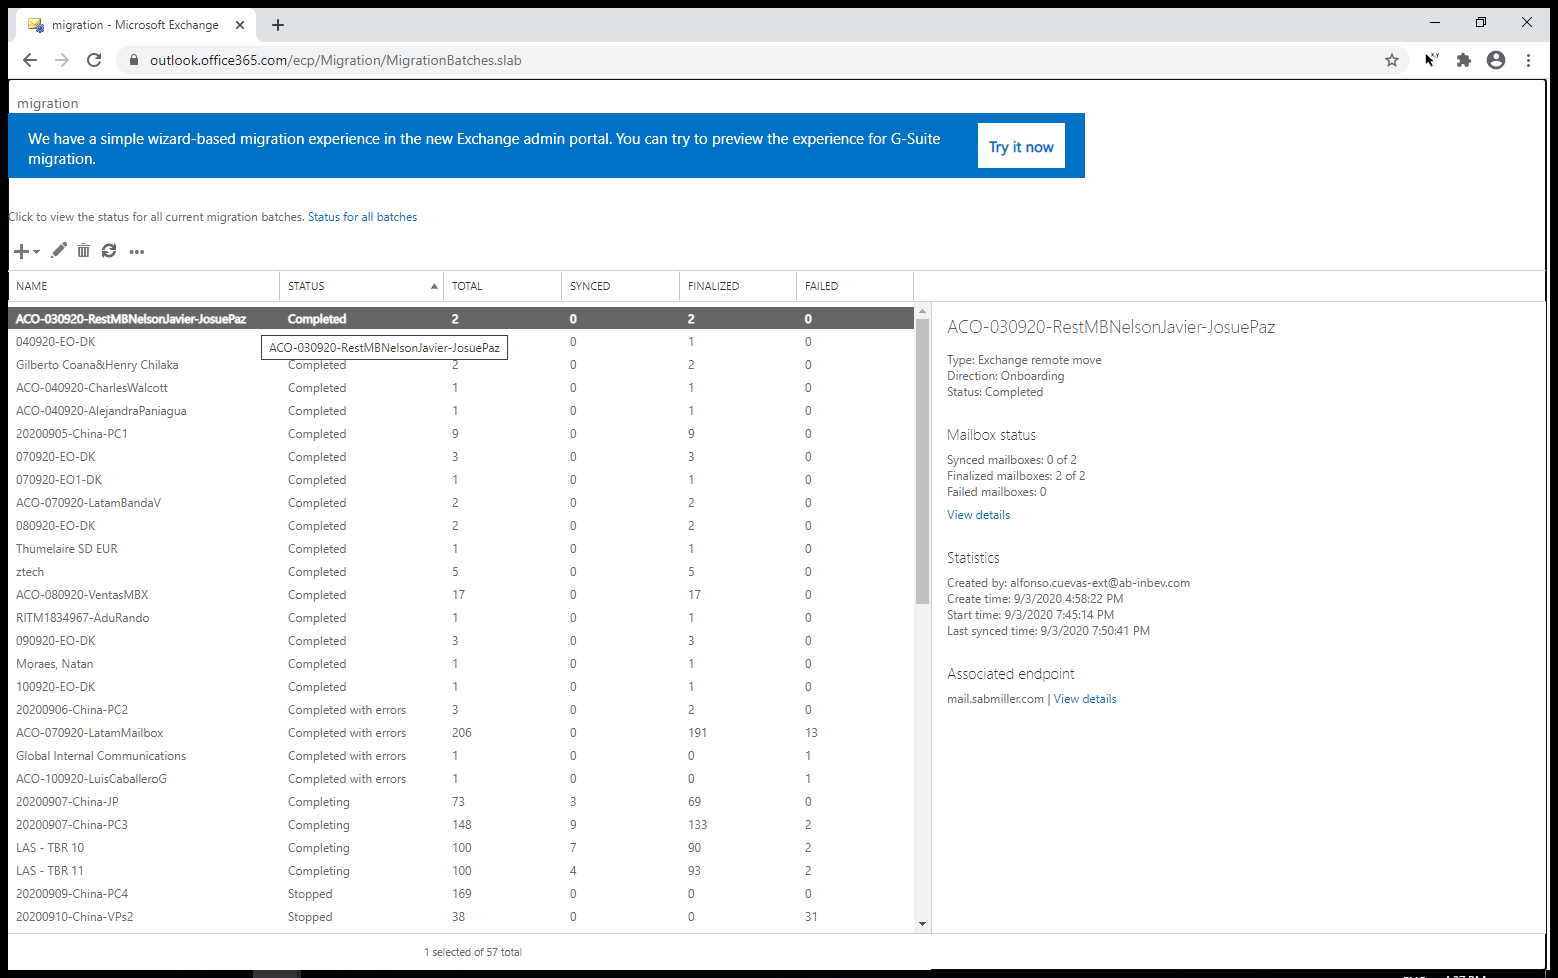 migration - Microsoft Exchange
outlook.office365.com/ecp/Migration/MigrationBatches.slab
migration
We have a simple wizard-based migration experience in the new Exchange admin portal. You can try to preview the experience for G-Suite
migration.
Try it now
Click to view the status for all current migration batches. Status for all batches
NAME STATUS TOTAL SYNCED FINALIZED FAILED
ACO-030920-RestMBNelsonJavier-JosuePaz Completed 2 0 2 0
040920-EO-DK 0 1 0
ACO-030920-RestMBNelsonJavier-JosuePaz
Gilberto Coana&Henry Chilaka Completed 2 0 2 0
ACO-040920-CharlesWalcott Completed 1 0 1 0
ACO-040920-AlejandraPaniagua Completed 1 0 1 0
20200905-China-PC1 Completed 9 0 9 0
070920-EO-DK Completed 3 0 3 0
070920-EO1-DK Completed 1 0 1 0
ACO-070920-LatamBandaV Completed 2 0 2 0
080920-EO-DK Completed 2 0 2 0
Thumelaire SD EUR Completed 1 0 1 0
ztech Completed 5 0 5 0
ACO-080920-VentasMBX Completed 17 0 17 0
RITM1834967-AduRando Completed 1 0 1 0
090920-EO-DK Completed 3 0 3 0
Moraes, Natan Completed 1 0 1 0
100920-EO-DK Completed 1 0 1 0
20200906-China-PC2 Completed with errors 3 0 2 0
ACO-070920-LatamMailbox Completed with errors 206 0 191 13
Global Internal Communications Completed with errors 1 0 0 1
ACO-100920-LuisCaballeroG Completed with errors 1 0 0 1
20200907-China-JP Completing 73 3 69 0
20200907-China-PC3 Completing 148 9 133 2
LAS - TBR 10 Completing 100 7 90 2
LAS - TBR 11 Completing 100 4 93 2
20200909-China-PC4 Stopped 169 0 0 0
20200910-China-VPs2 Stopped 38 0 0 31
1 selected of 57 total
ACO-030920-RestMBNelsonJavier-JosuePaz
Type: Exchange remote move
Direction: Onboarding
Status: Completed
Mailbox status
Synced mailboxes: 0 of 2
Finalized mailboxes: 2 of 2
Failed mailboxes: 0
View details
Statistics
Created by: alfonso.cuevas-ext@ab-inbev.com
Create time: 9/3/2020 4:58:22 PM
Start time: 9/3/2020 7:45:14 PM
Last synced time: 9/3/2020 7:50:41 PM
Associated endpoint
mail.sabmiller.com | View details